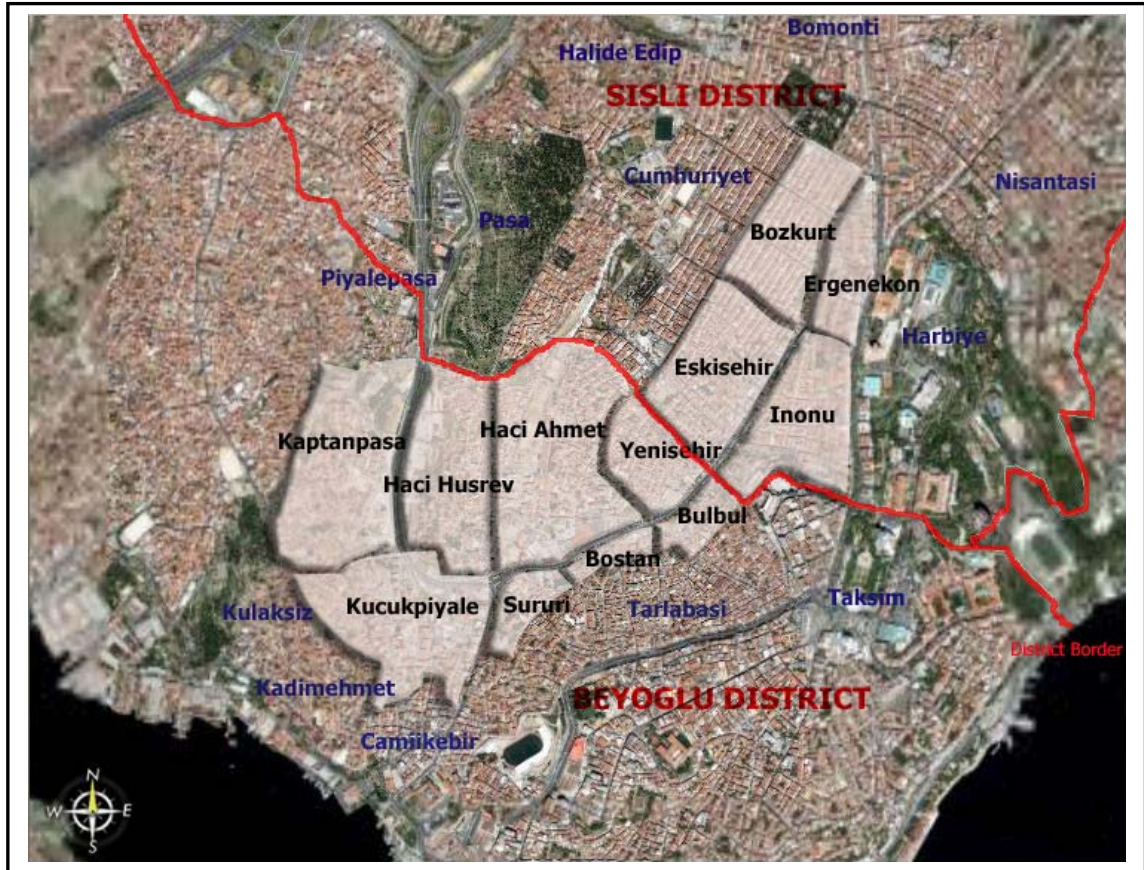 Bomonti
Halide Edip
SISLI DISTRICT
Cumhuriyet
Nisantasi
Pasa
Bozkurt
Piyalepasa
Ergenekon
Harbiye
Eskisehir
Inonu
Haci Ahmet
Kaptanpasa
Yenisehir
Haci Husrev
Bulbul
Bostan
Kucukpiyale
Sururi
Tarlabasi
Taksim
Kulaksiz
District Border
Kadimehmet
BEYOGLU DISTRICT
Camiikebir
N
W
E
S